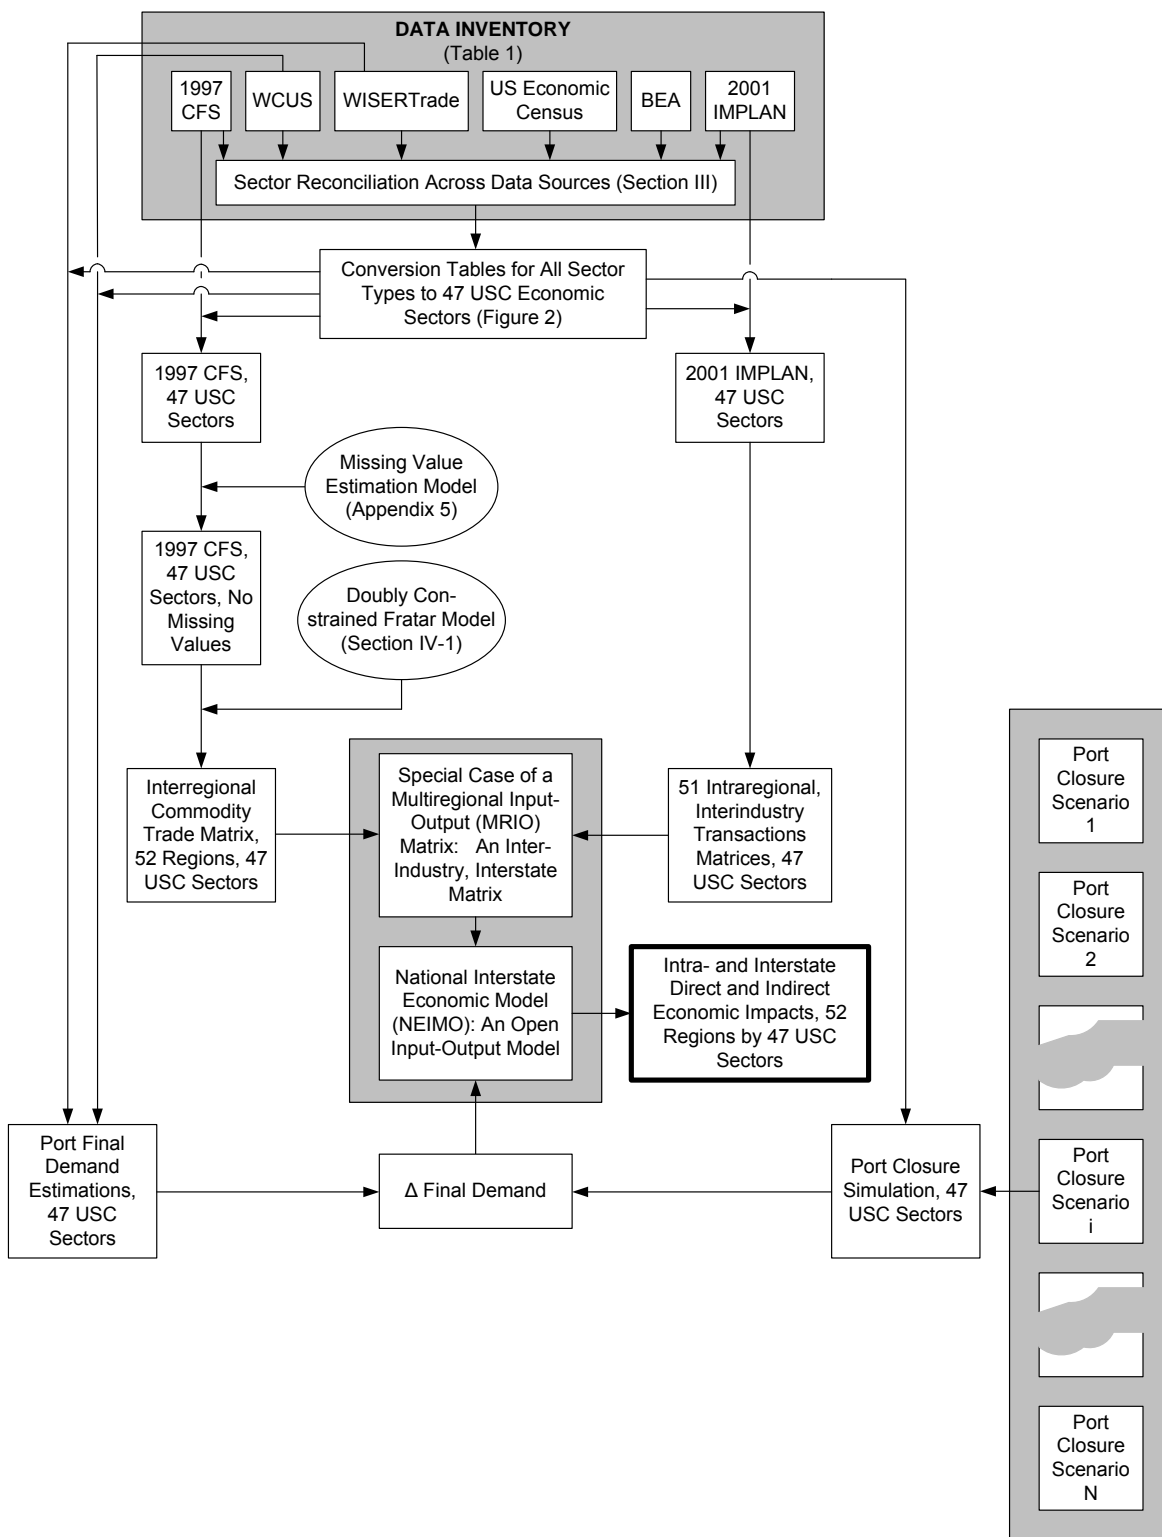 DATA INVENTORY
(Table 1)
1997
CFS
WCUS
WISERTrade
US Economic
Census
BEA
2001
IMPLAN
Sector Reconciliation Across Data Sources (Section III)
Conversion Tables for All Sector
Types to 47 USC Economic
Sectors (Figure 2)
1997 CFS,
47 USC
Sectors
2001 IMPLAN,
47 USC
Sectors
Missing Value
Estimation Model
(Appendix 5)
1997 CFS,
47 USC
Sectors, No
Missing
Values
Doubly Con-
strained Fratar Model
(Section IV-1)
Interregional
Commodity
Trade Matrix,
52 Regions, 47
USC Sectors
Special Case of a
Multiregional Input-
Output (MRIO)
Matrix: An Inter-
Industry, Interstate
Matrix
51 Intraregional,
Interindustry
Transactions
Matrices, 47
USC Sectors
National Interstate
Economic Model
(NEIMO): An Open
Input-Output Model
Intra- and Interstate
Direct and Indirect
Economic Impacts, 52
Regions by 47 USC
Sectors
Port Final
Demand
Estimations,
47 USC
Sectors
Δ Final Demand
Port Closure
Simulation, 47
USC Sectors
Port
Closure
Scenario
1
Port
Closure
Scenario
2
Port
Closure
Scenario
i
Port
Closure
Scenario
N